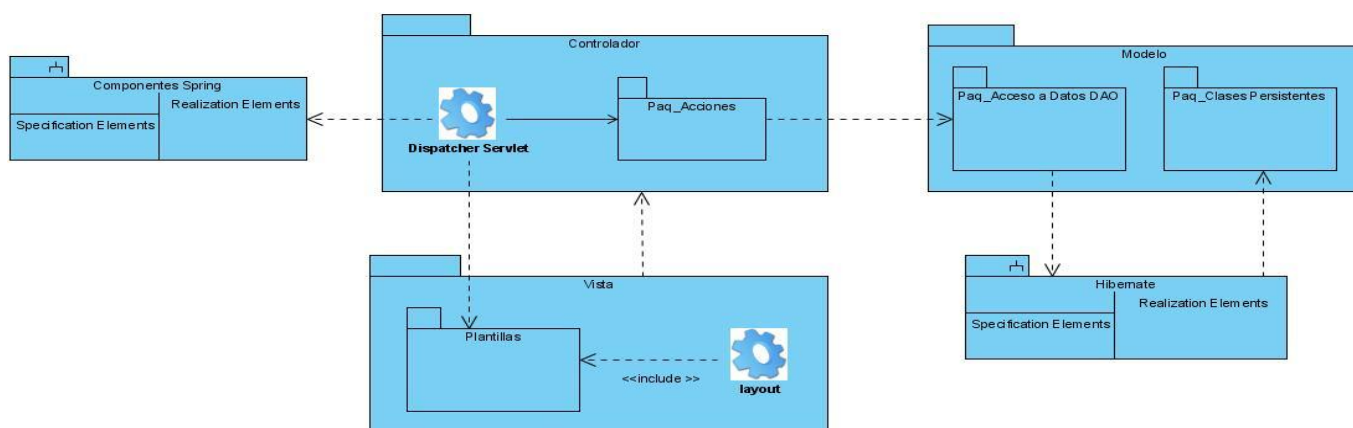 Controlador
Modelo
Componentes Spring
Realization Elements
Specification Elements
Dispatcher Servlet
Paq_Acciones
Paq_Acceso a Datos DAO
Paq_Clases Persistentes
Vista
Plantillas
<<include >>
layout
Hibernate
Realization Elements
Specification Elements